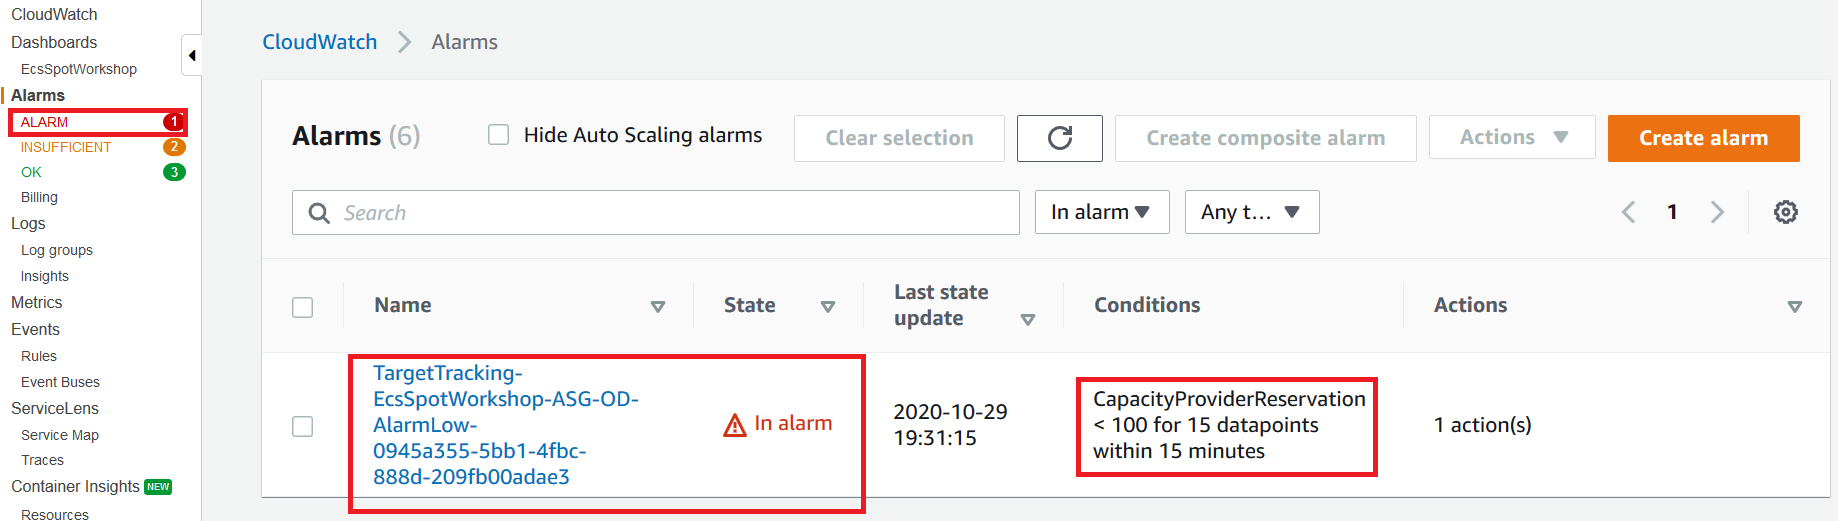 CloudWatch
Dashboards
EcsSpotWorkshop
Alarms
ALARM 1
INSUFFICIENT 2
OK 3
Billing
Logs
Log groups
Insights
Metrics
Events
Rules
Event Buses
ServiceLens
Service Map
Traces
Container Insights NEW
Resources
CloudWatch > Alarms
Alarms (6)
Hide Auto Scaling alarms
Clear selection
Create composite alarm
Actions
Create alarm
Search
In alarm
Any t...
1
Name
State
Last state
update
Conditions
Actions
TargetTracking-
EcsSpotWorkshop-ASG-OD-
AlarmLow-
0945a355-5bb1-4fbc-
888d-209fb00adae3
In alarm
2020-10-29
19:31:15
CapacityProviderReservation
< 100 for 15 datapoints
within 15 minutes
1 action(s)